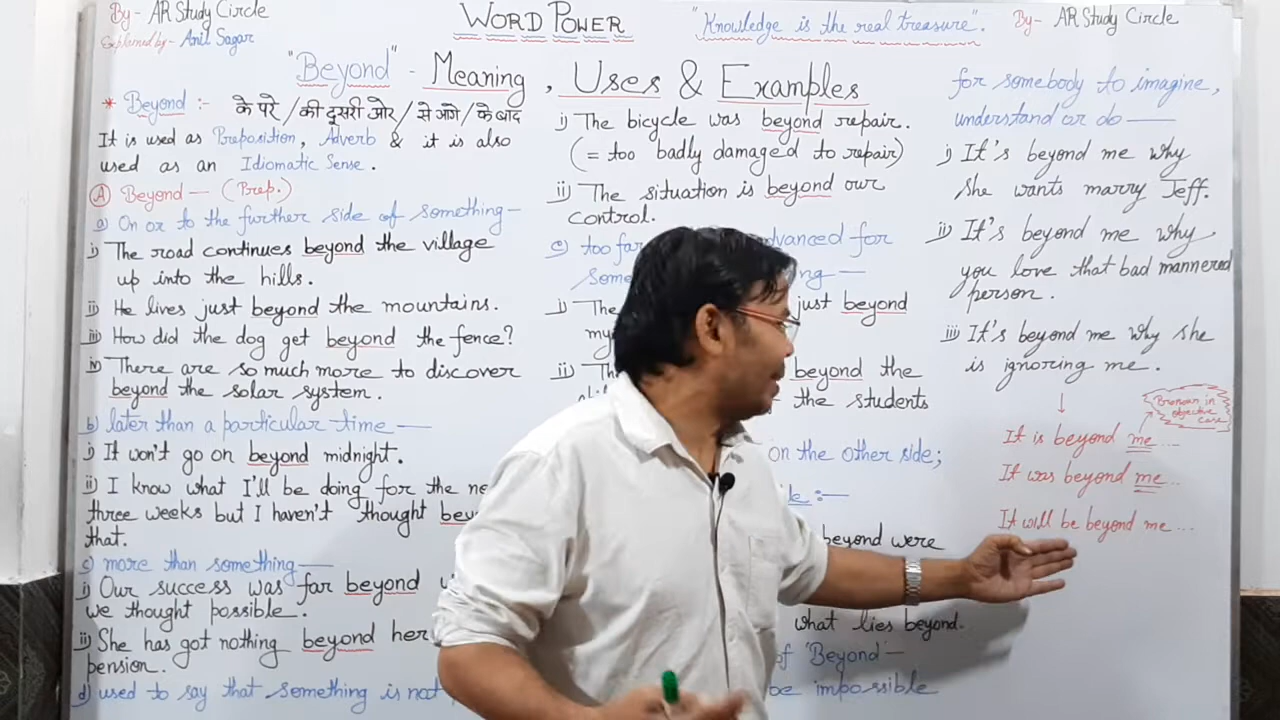 By- AR Study Circle
Explained by- Anil Sagar
WORD POWER
"Knowledge is the real treasure".
By- AR Study Circle
"Beyond" - Meaning, Uses & Examples
* Beyond :- के परे / की दूसरी ओर / से आगे / के बाद
It is used as Preposition, Adverb & it is also
used as an Idiomatic Sense.
(A) Beyond — (Prep.)
a) On or to the further side of something—
i) The road continues beyond the village
up into the hills.
ii) He lives just beyond the mountains.
iii) How did the dog get beyond the fence?
iv) There are so much more to discover
beyond the solar system.
b) later than a particular time —
i) It won't go on beyond midnight.
ii) I know what I'll be doing for the
three weeks but I haven't thought
that.
c) more than something —
i) Our success was far beyond
we thought possible.
ii) She has got nothing beyond her
pension.
d) used to say that something is not
i) The bicycle was beyond repair.
(= too badly damaged to repair)
ii) The situation is beyond our
control.
e) too far advanced for
i) just beyond
ii) beyond the
the students
on the other side;
beyond were
what lies beyond.
of 'Beyond' —
be impossible
for somebody to imagine,
understand or do —
i) It's beyond me why
she wants marry Jeff.
ii) It's beyond me why
you love that bad mannered
person.
iii) It's beyond me why she
is ignoring me.
↓
Pronoun in
objective
case
It is beyond me...
It was beyond me..
It will be beyond me...